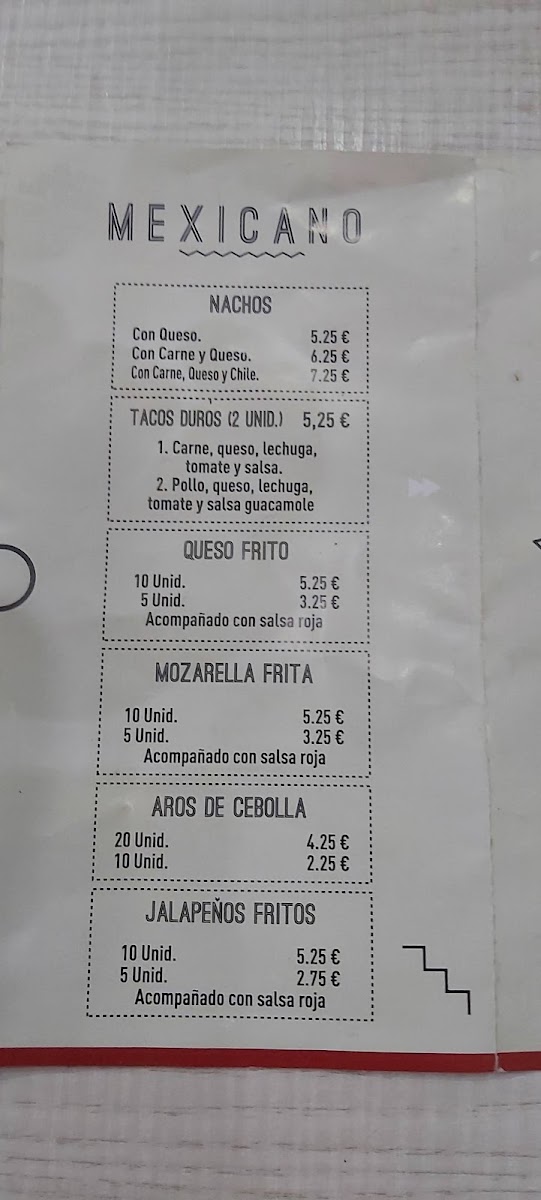 MEXICANO
NACHOS
Con Queso. 5.25 €
Con Carne y Queso. 6.25 €
Con Carne, Queso y Chile. 7.25 €
TACOS DUROS (2 UNID.) 5,25 €
1. Carne, queso, lechuga,
tomate y salsa.
2. Pollo, queso, lechuga,
tomate y salsa guacamole
QUESO FRITO
10 Unid. 5.25 €
5 Unid. 3.25 €
Acompañado con salsa roja
MOZARELLA FRITA
10 Unid. 5.25 €
5 Unid. 3.25 €
Acompañado con salsa roja
AROS DE CEBOLLA
20 Unid. 4.25 €
10 Unid. 2.25 €
JALAPEÑOS FRITOS
10 Unid. 5.25 €
5 Unid. 2.75 €
Acompañado con salsa roja